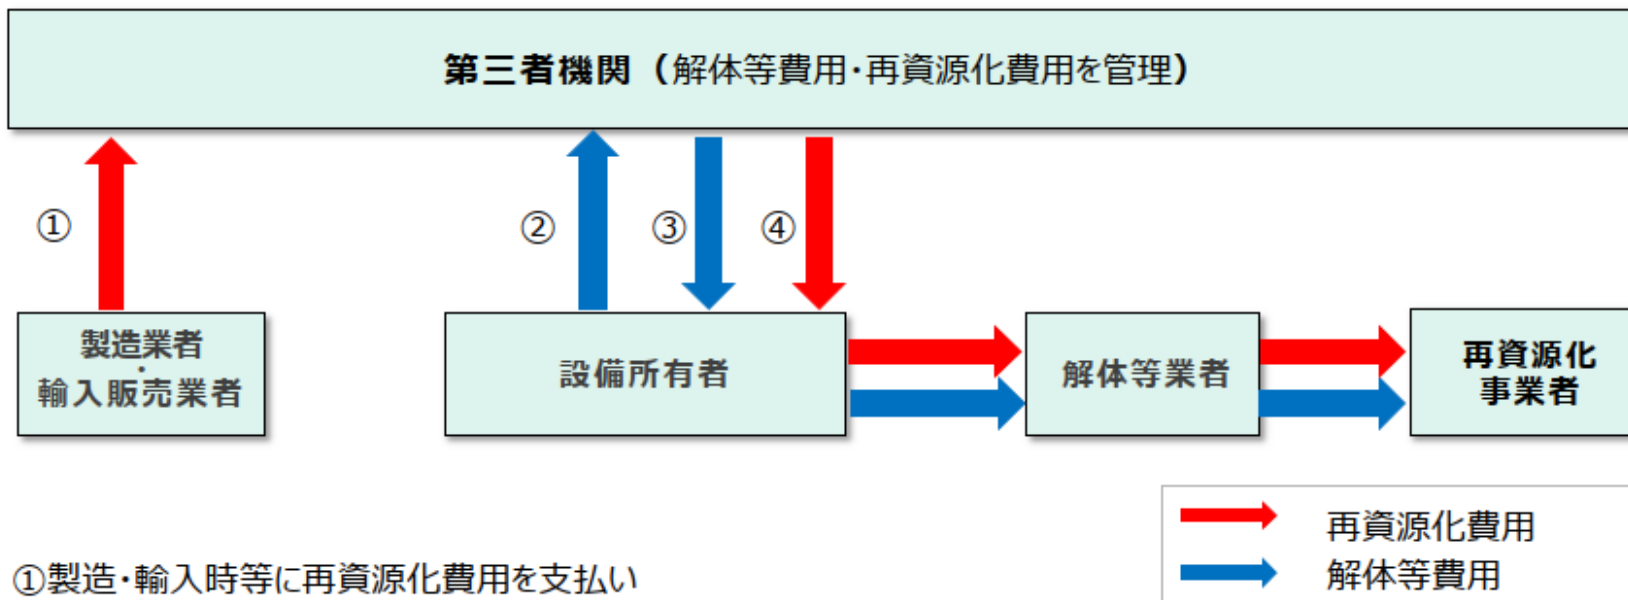 第三者機関（解体等費用・再資源化費用を管理）
①
②
③
④
製造業者
・
輸入販売業者
設備所有者
解体等業者
再資源化
事業者
再資源化費用
解体等費用
①製造・輸入時等に再資源化費用を支払い